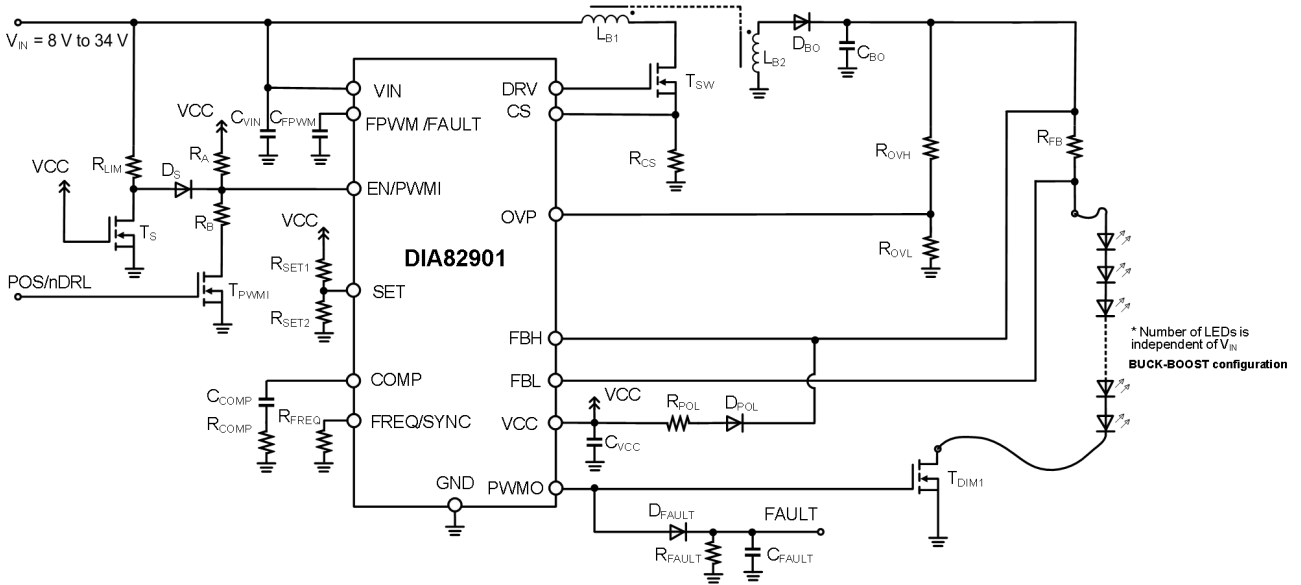 V_IN = 8 V to 34 V
L_B1
L_B2
D_BO
C_BO
T_SW
VIN
DRV
CS
FPWM /FAULT
VCC
C_VIN
C_FPWM
R_A
R_LIM
D_S
VCC
R_CS
R_OVH
R_FB
EN/PWMI
R_B
T_S
VCC
OVP
R_OVL
DIA82901
POS/nDRL
T_PWMI
R_SET1
SET
R_SET2
FBH
* Number of LEDs is
independent of V_IN
BUCK-BOOST configuration
COMP
FBL
C_COMP
R_COMP
R_FREQ
FREQ/SYNC
VCC
VCC
R_POL
D_POL
C_VCC
GND
PWMO
T_DIM1
D_FAULT
FAULT
R_FAULT
C_FAULT